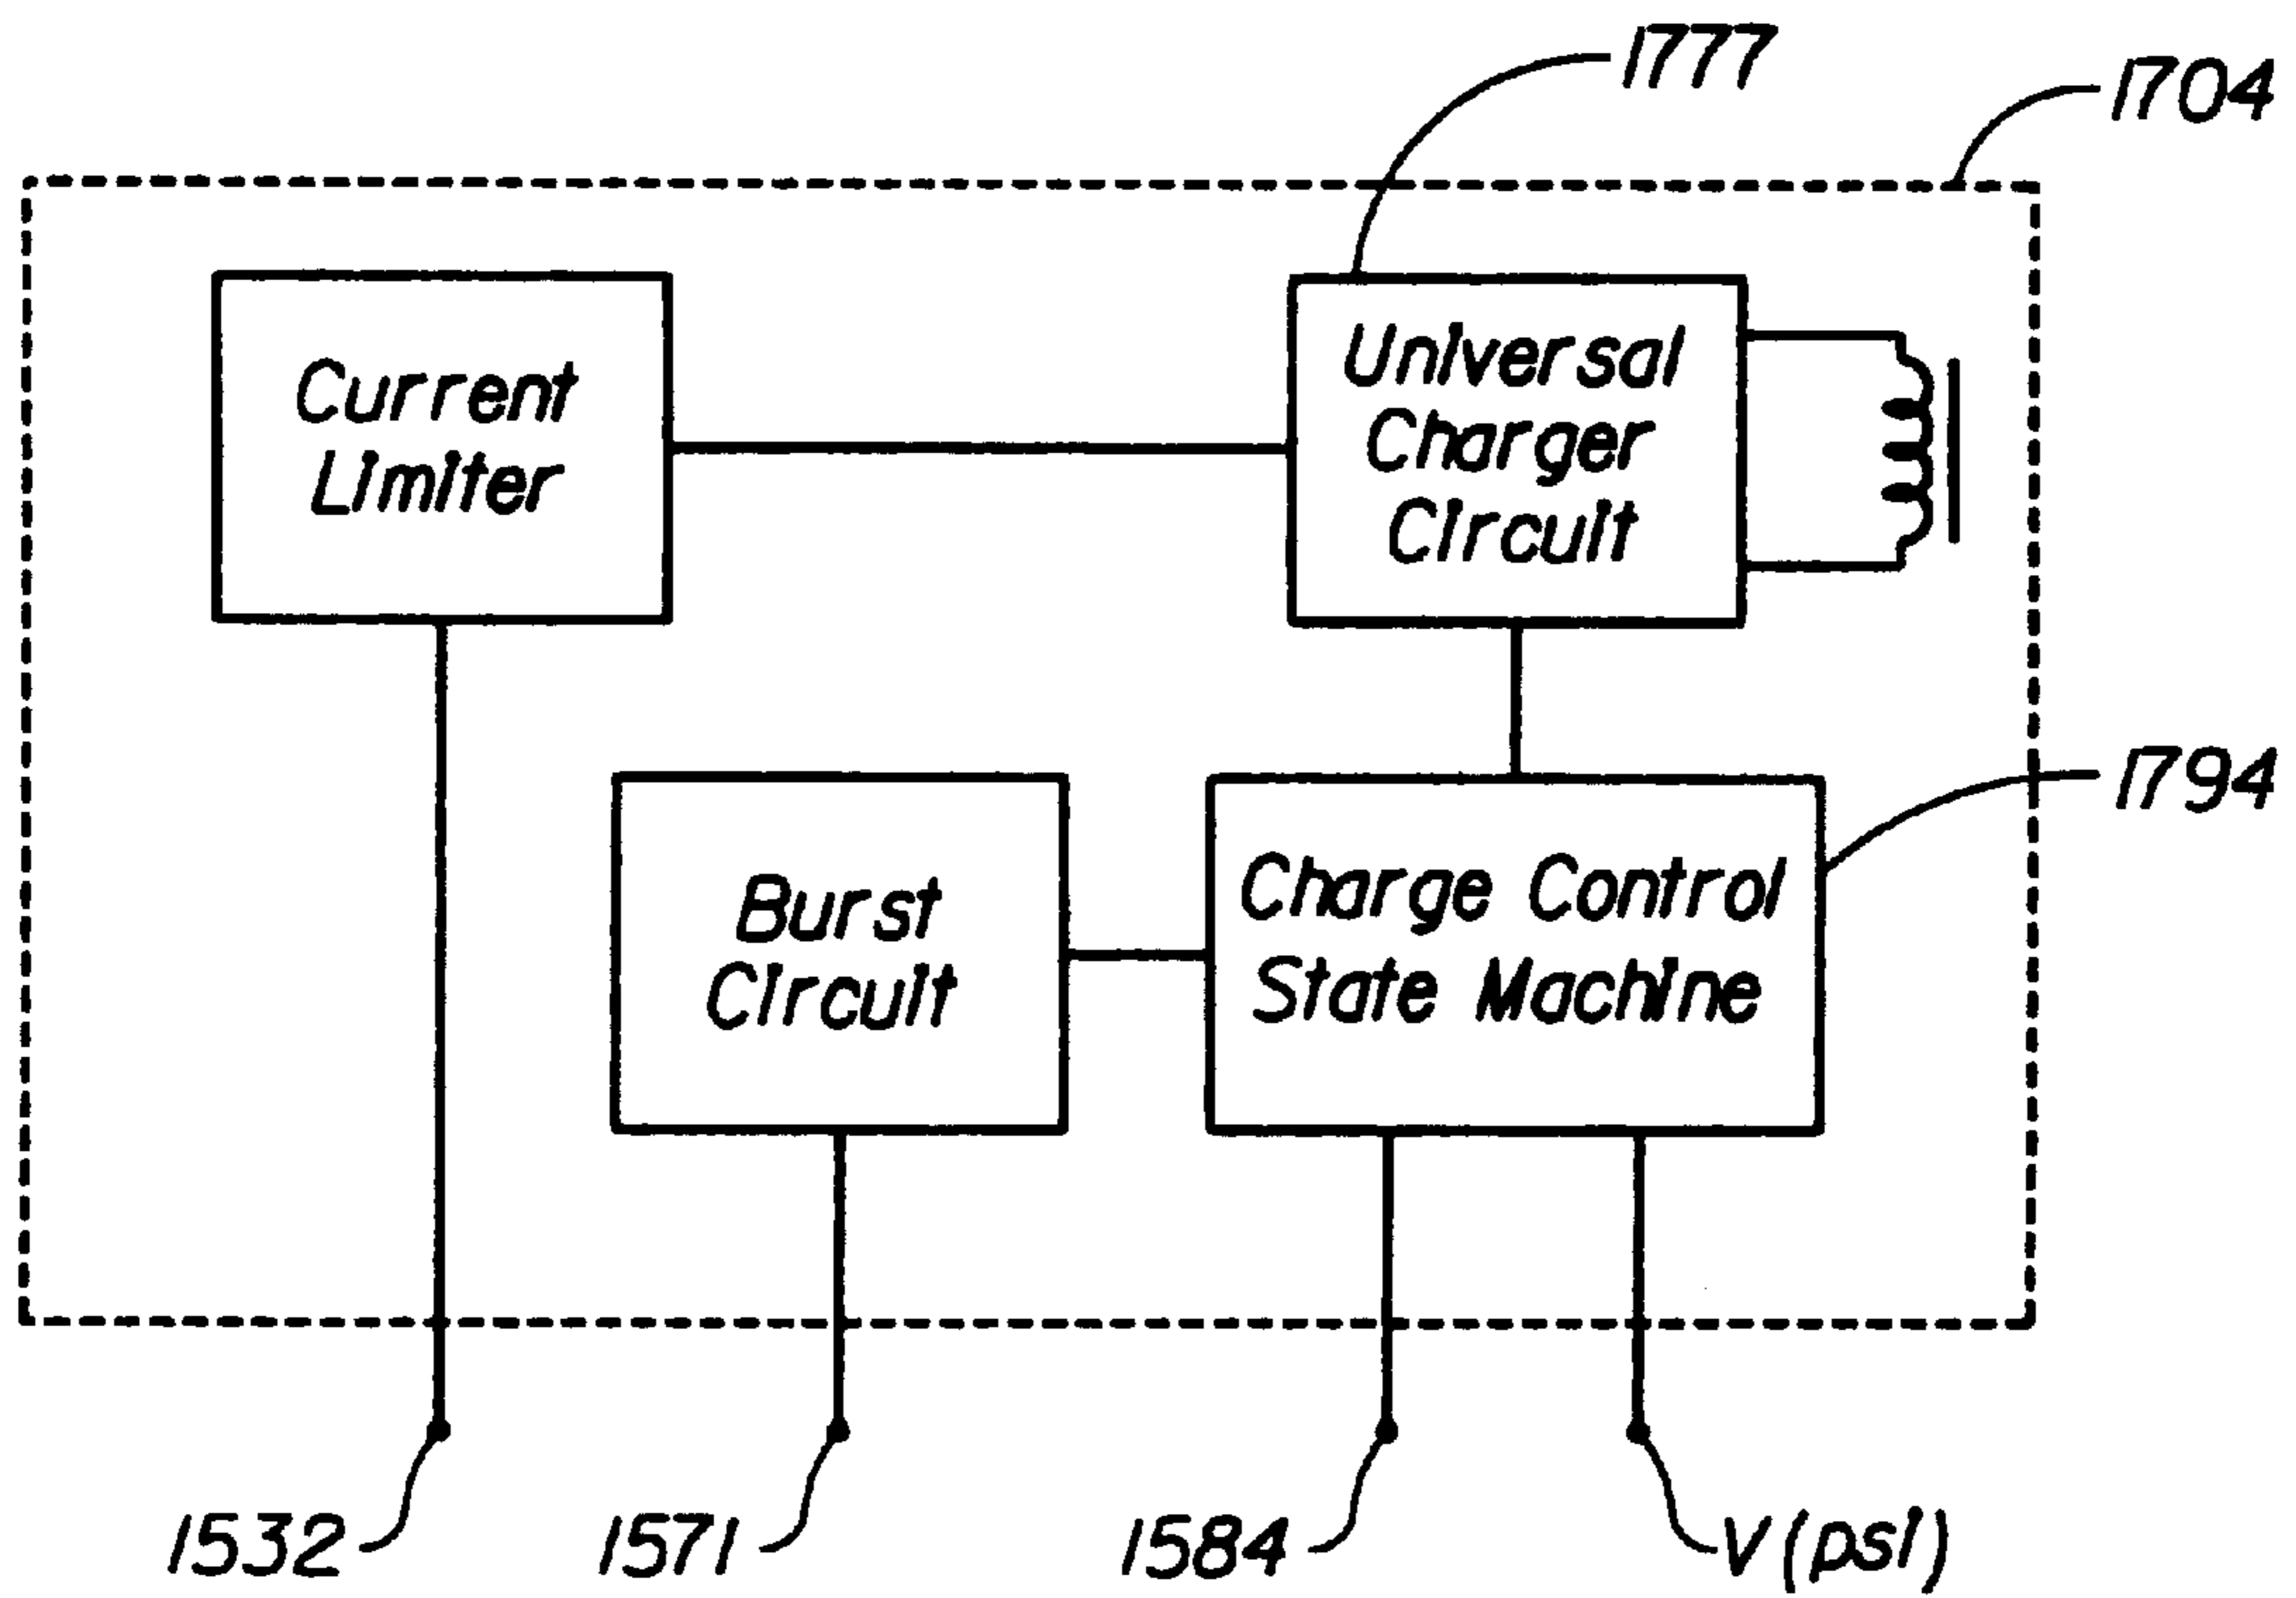 1777
1704
Current
Limiter
Universal
Charger
Circuit
1794
Burst
Circuit
Charge Control
State Machine
1532
1571
1584
V(psi)